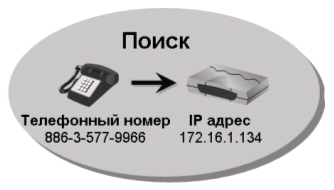 Поиск
Телефонный номер IP адрес
886-3-577-9966 172.16.1.134